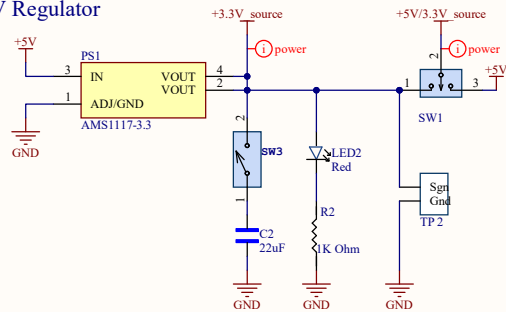 V Regulator
+3.3V_source
+5V/3.3V_source
i power
i power
+5V
PS1
3 IN VOUT 4
VOUT 2
1 ADJ/GND
AMS1117-3.3
GND
2
1 3
+5V
SW1
2
SW3
1
LED2
Red
Sgn
Gnd
TP 2
R2
1K Ohm
C2
22uF
GND
GND
GND